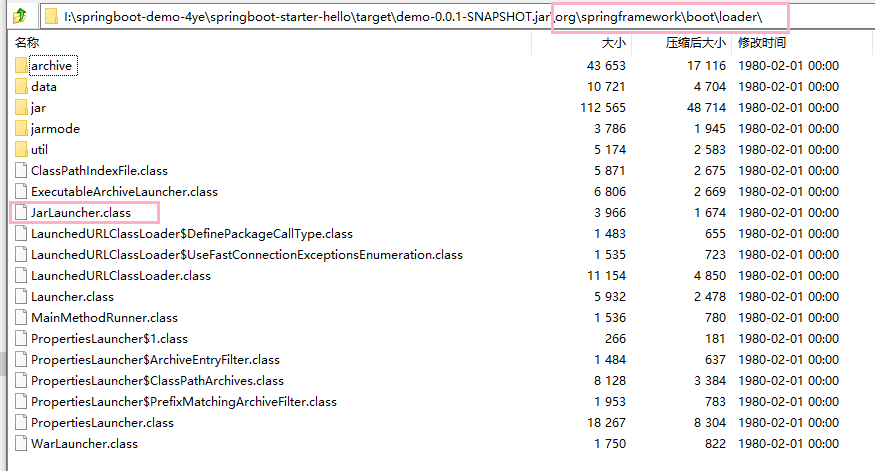 I:\springboot-demo-4ye\springboot-starter-hello\target\demo-0.0.1-SNAPSHOT.jar\org\springframework\boot\loader\
名称 大小 压缩后大小 修改时间
archive 43 653 17 116 1980-02-01 00:00
data 10 721 4 704 1980-02-01 00:00
jar 112 565 48 714 1980-02-01 00:00
jarmode 3 786 1 945 1980-02-01 00:00
util 5 174 2 583 1980-02-01 00:00
ClassPathIndexFile.class 5 871 2 675 1980-02-01 00:00
ExecutableArchiveLauncher.class 6 806 2 669 1980-02-01 00:00
JarLauncher.class 3 966 1 674 1980-02-01 00:00
LaunchedURLClassLoader$DefinePackageCallType.class 1 483 655 1980-02-01 00:00
LaunchedURLClassLoader$UseFastConnectionExceptionsEnumeration.class 1 535 723 1980-02-01 00:00
LaunchedURLClassLoader.class 11 154 4 850 1980-02-01 00:00
Launcher.class 5 932 2 478 1980-02-01 00:00
MainMethodRunner.class 1 536 780 1980-02-01 00:00
PropertiesLauncher$1.class 266 181 1980-02-01 00:00
PropertiesLauncher$ArchiveEntryFilter.class 1 484 637 1980-02-01 00:00
PropertiesLauncher$ClassPathArchives.class 8 128 3 384 1980-02-01 00:00
PropertiesLauncher$PrefixMatchingArchiveFilter.class 1 953 783 1980-02-01 00:00
PropertiesLauncher.class 18 267 8 304 1980-02-01 00:00
WarLauncher.class 1 750 822 1980-02-01 00:00